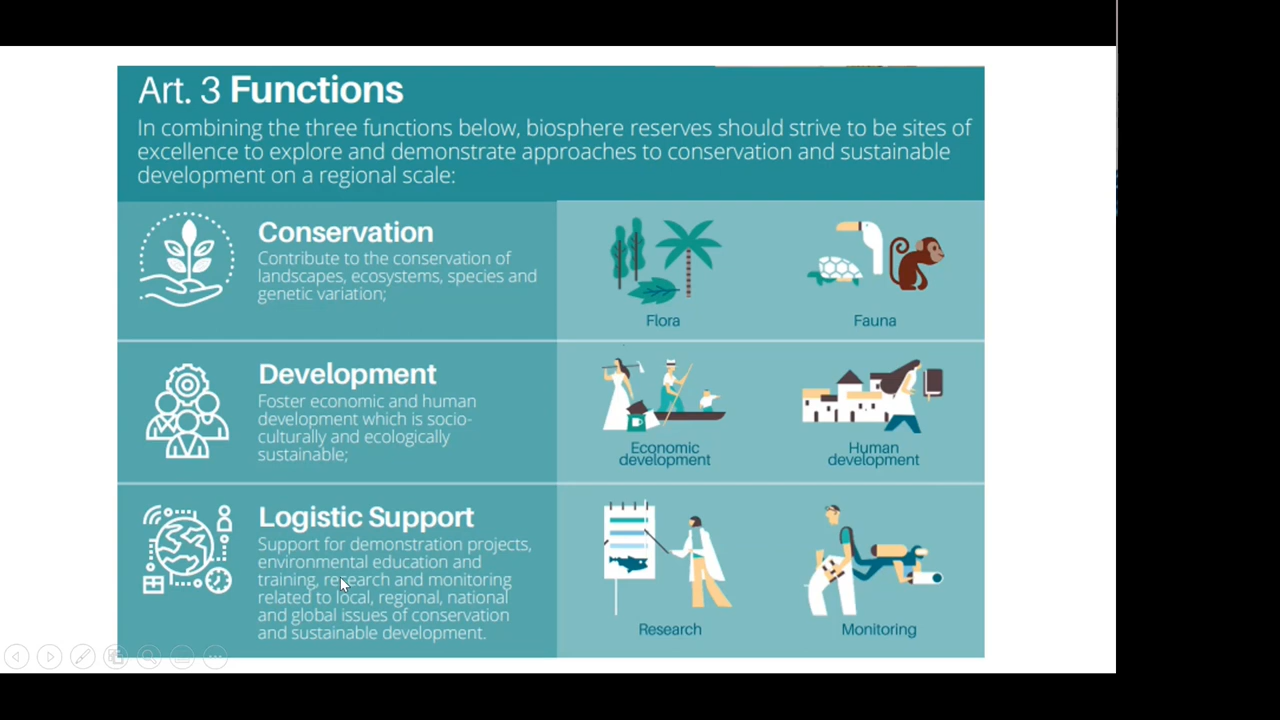 Art. 3 Functions
In combining the three functions below, biosphere reserves should strive to be sites of
excellence to explore and demonstrate approaches to conservation and sustainable
development on a regional scale:
Conservation
Contribute to the conservation of
landscapes, ecosystems, species and
genetic variation;
Flora
Fauna
Development
Foster economic and human
development which is socio-
culturally and ecologically
sustainable;
Economic
development
Human
development
Logistic Support
Support for demonstration projects,
environmental education and
training, research and monitoring
related to local, regional, national
and global issues of conservation
and sustainable development.
Research
Monitoring